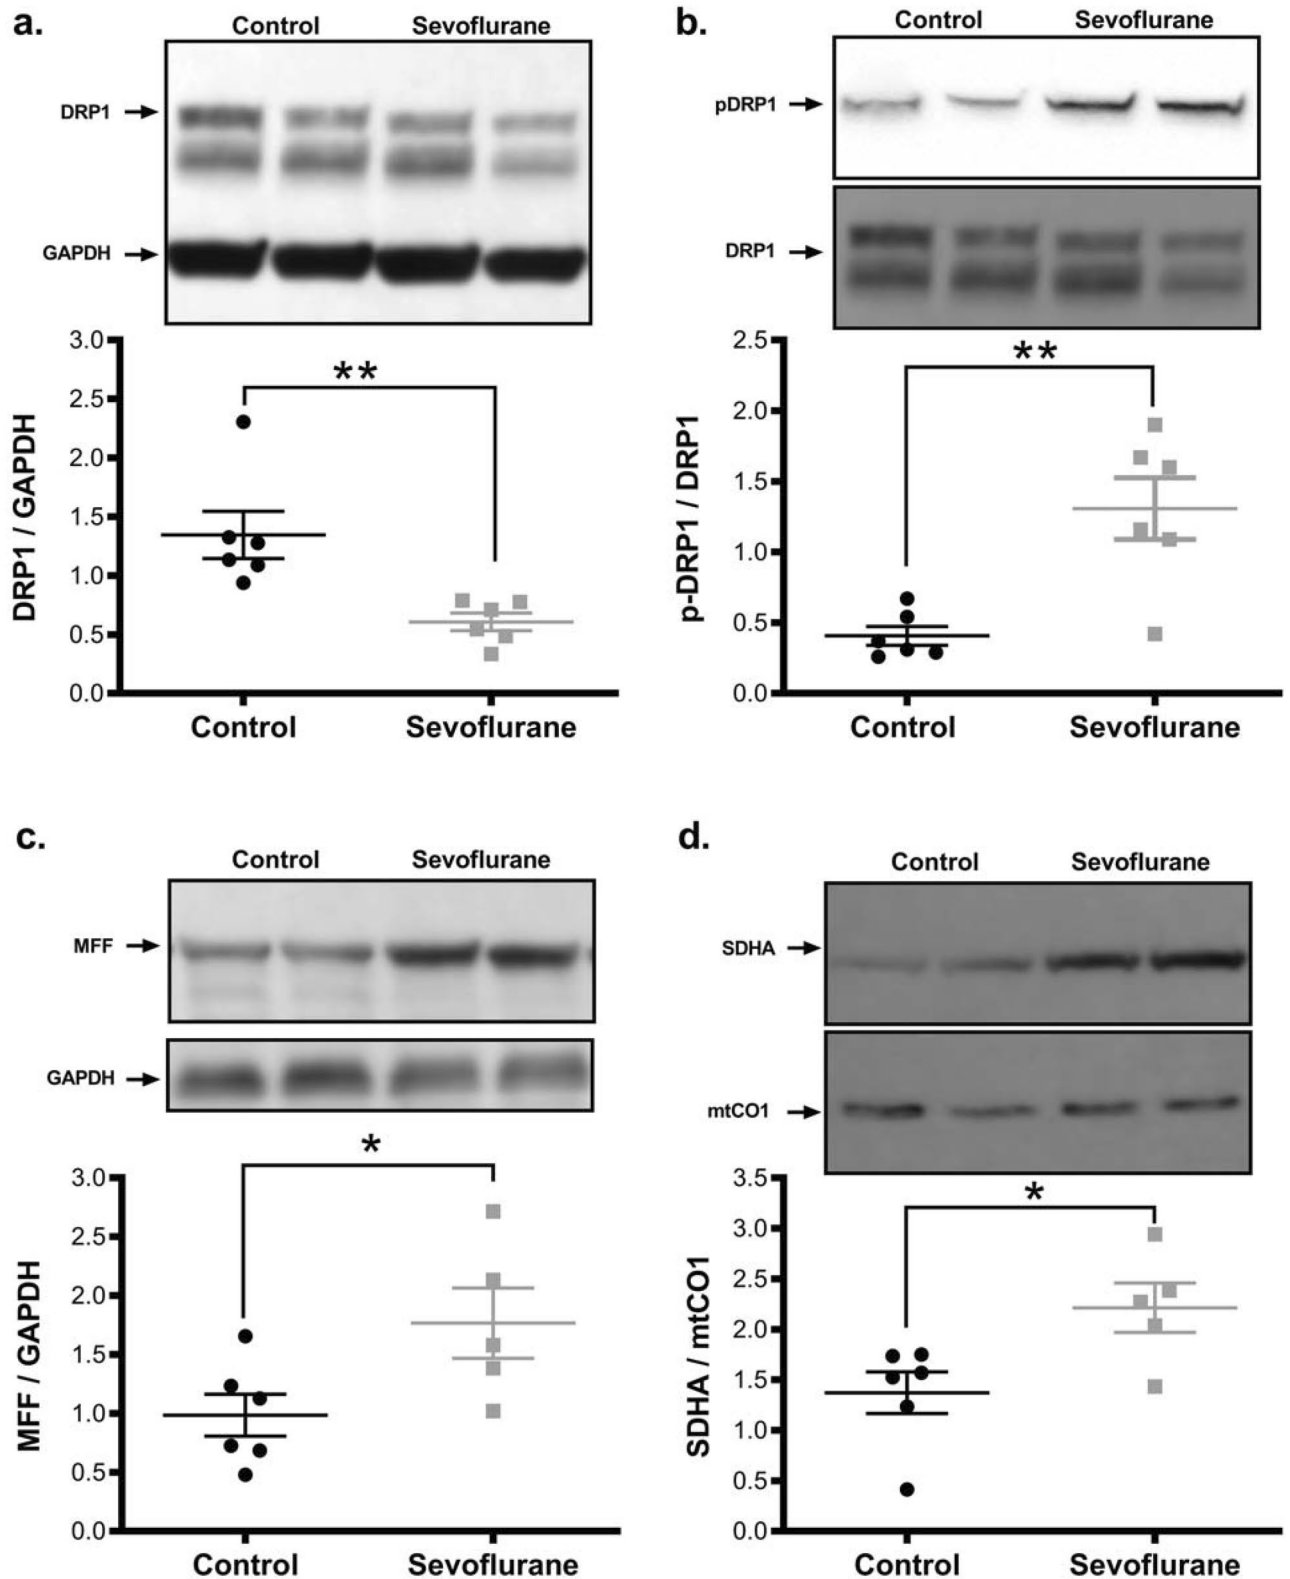 a.
Control Sevoflurane
DRP1
GAPDH
3.0
2.5
2.0
1.5
1.0
0.5
0.0
DRP1 / GAPDH
**
Control Sevoflurane
b.
Control Sevoflurane
pDRP1
DRP1
2.5
2.0
1.5
1.0
0.5
0.0
p-DRP1 / DRP1
**
Control Sevoflurane
c.
Control Sevoflurane
MFF
GAPDH
3.0
2.5
2.0
1.5
1.0
0.5
0.0
MFF / GAPDH
*
Control Sevoflurane
d.
Control Sevoflurane
SDHA
mtCO1
3.5
3.0
2.5
2.0
1.5
1.0
0.5
0.0
SDHA / mtCO1
*
Control Sevoflurane